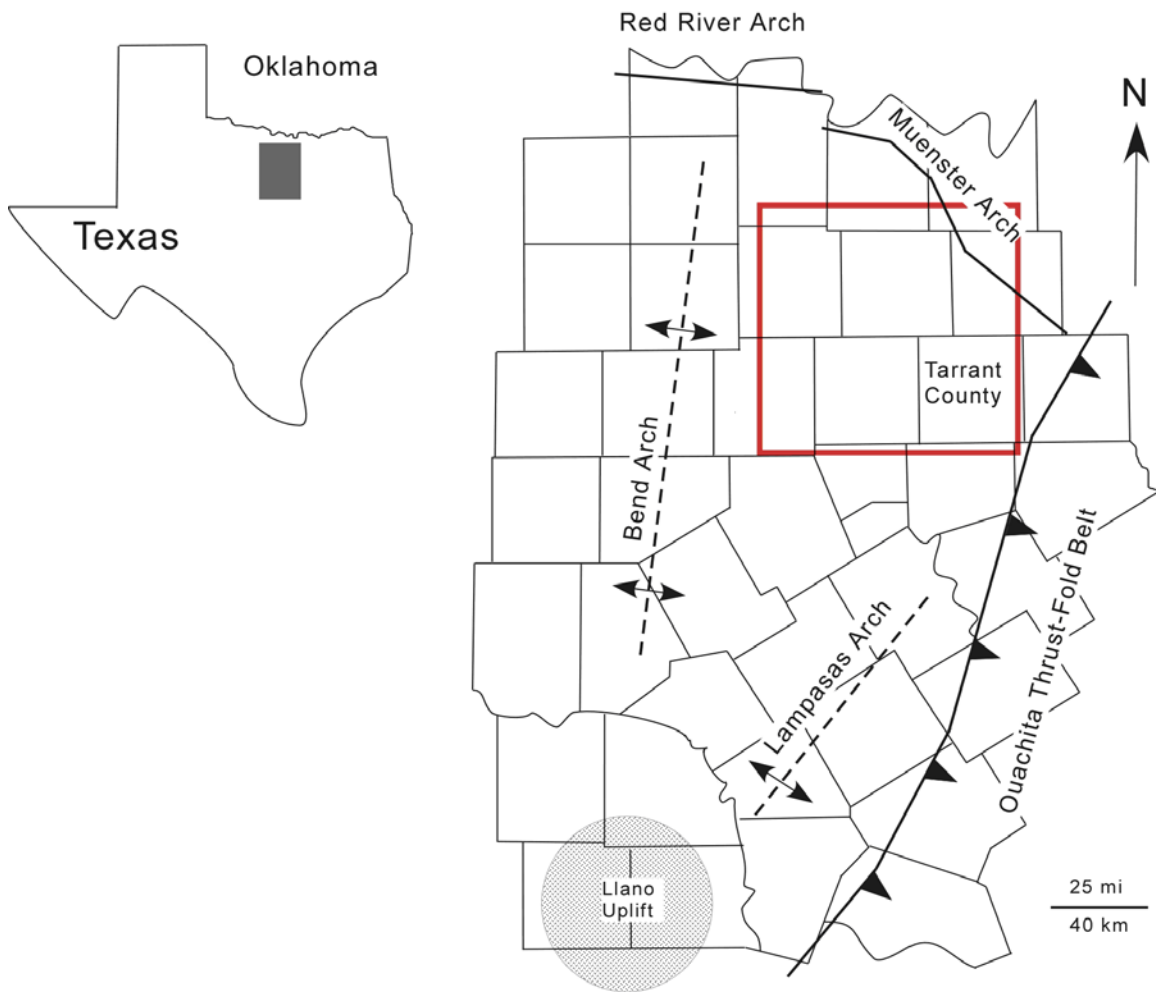 Red River Arch
Oklahoma
N
Muenster Arch
Texas
Tarrant
County
Bend Arch
Lampasas Arch
Ouachita Thrust-Fold Belt
Llano
Uplift
25 mi
40 km